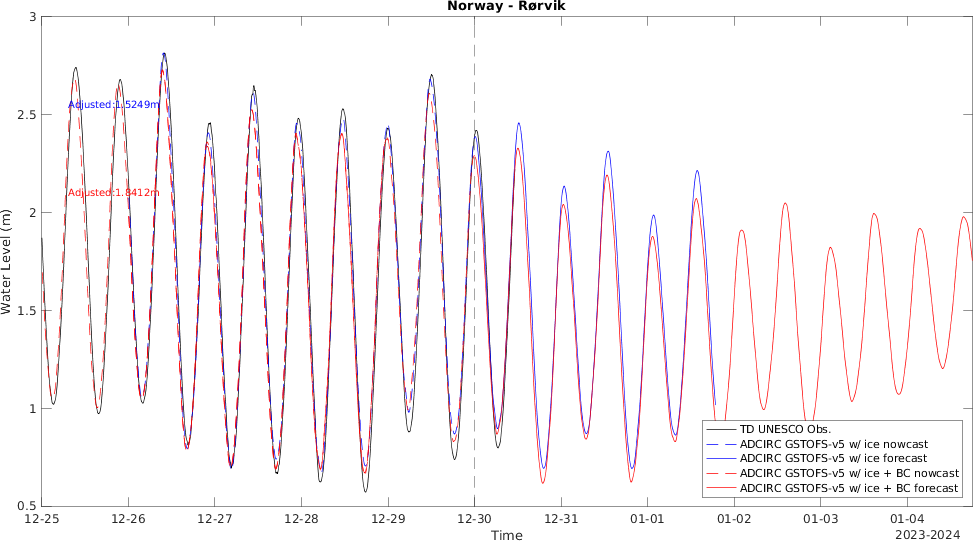 Norway - Rørvik
3
2.5
2
1.5
1
0.5
Water Level (m)
Adjusted:1.5249m
Adjusted:1.8412m
TD UNESCO Obs.
ADCIRC GSTOFS-v5 w/ ice nowcast
ADCIRC GSTOFS-v5 w/ ice forecast
ADCIRC GSTOFS-v5 w/ ice + BC nowcast
ADCIRC GSTOFS-v5 w/ ice + BC forecast
12-25 12-26 12-27 12-28 12-29 12-30 12-31 01-01 01-02 01-03 01-04
Time
2023-2024